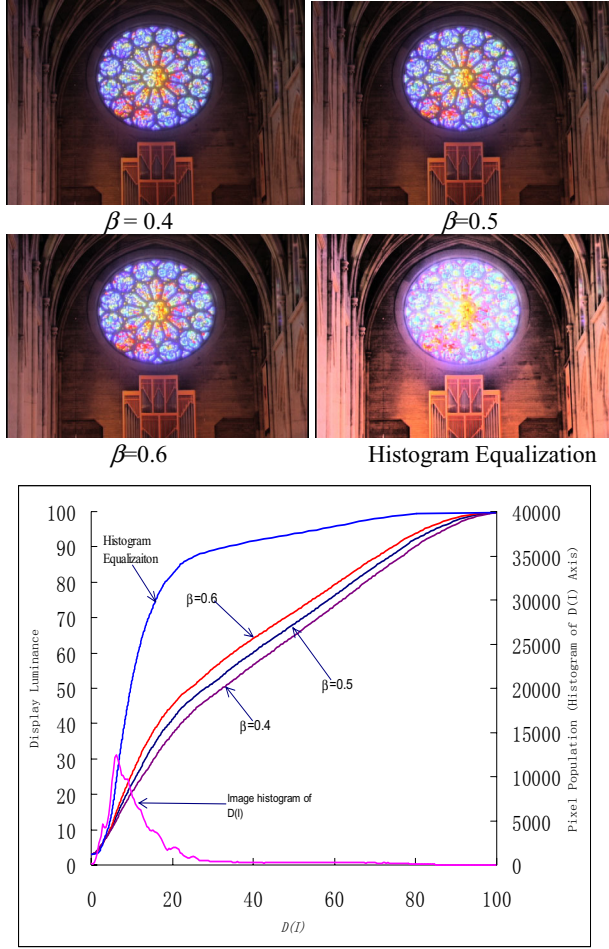 β = 0.4 β=0.5
β=0.6 Histogram Equalization
100
90
80
70
60
50
40
30
20
10
0
Display Luminance
Histogram
Equalizaiton
β=0.6
β=0.5
β=0.4
Image histogram of
D(I)
40000
35000
30000
25000
20000
15000
10000
5000
0
Pixel Population (Histogram of D(I) Axis)
0 20 40 60 80 100
D(I)